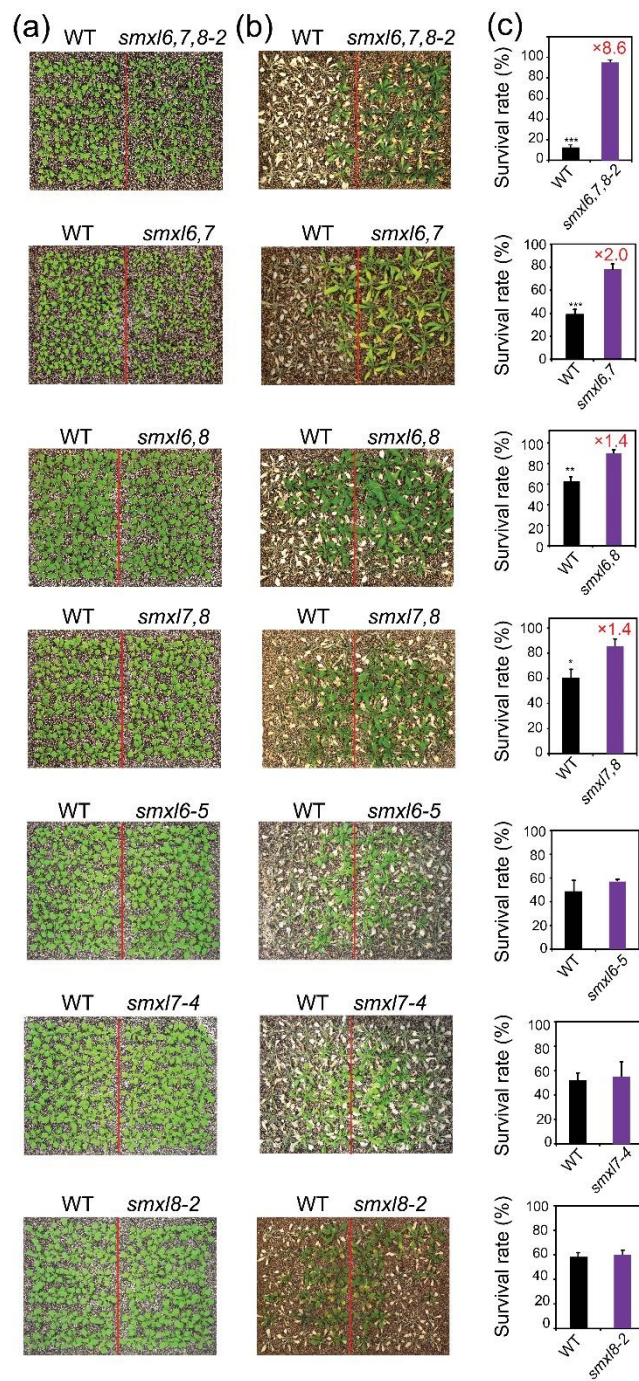 (a) (b) (c)
WT smxl6,7,8-2 WT smxl6,7,8-2
Survival rate (%)
100
80
60
40
20
0
×8.6
***
WT
smxl6,7,8-2
WT smxl6,7 WT smxl6,7
Survival rate (%)
100
80
60
40
20
0
×2.0
***
WT
smxl6,7
WT smxl6,8 WT smxl6,8
Survival rate (%)
100
80
60
40
20
0
×1.4
**
WT
smxl6,8
WT smxl7,8 WT smxl7,8
Survival rate (%)
100
80
60
40
20
0
×1.4
*
WT
smxl7,8
WT smxl6-5 WT smxl6-5
Survival rate (%)
100
80
60
40
20
0
WT
smxl6-5
WT smxl7-4 WT smxl7-4
Survival rate (%)
100
80
60
40
20
0
WT
smxl7-4
WT smxl8-2 WT smxl8-2
Survival rate (%)
100
80
60
40
20
0
WT
smxl8-2